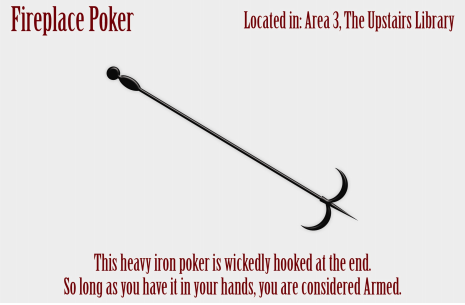 Fireplace Poker
Located in: Area 3, The Upstairs Library
This heavy iron poker is wickedly hooked at the end.
So long as you have it in your hands, you are considered Armed.